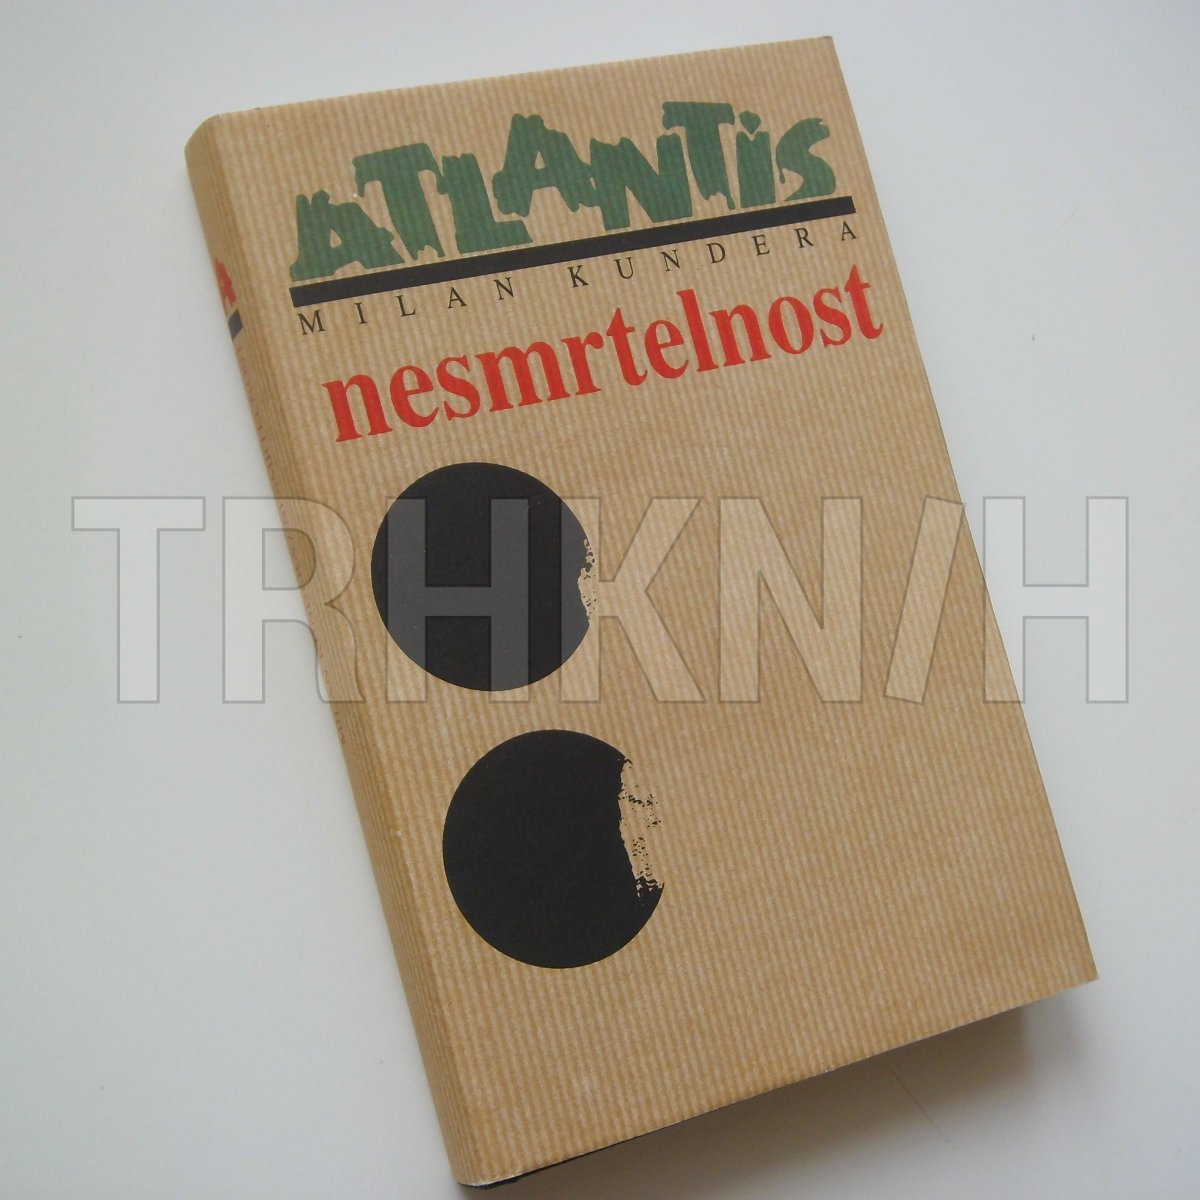 ATLANTIS
MILAN KUNDERA
nesmrtelnost
TRHKNIH